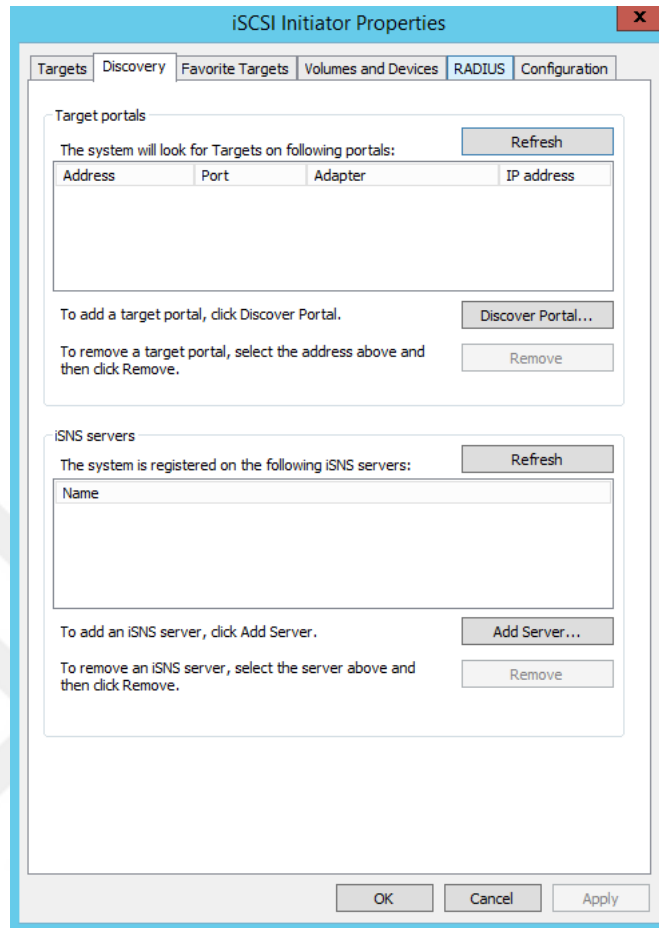 iSCSI Initiator Properties
x
Targets Discovery Favorite Targets Volumes and Devices RADIUS Configuration
Target portals
The system will look for Targets on following portals:
Refresh
Address Port Adapter IP address
To add a target portal, click Discover Portal.
Discover Portal...
To remove a target portal, select the address above and
then click Remove.
Remove
iSNS servers
The system is registered on the following iSNS servers:
Refresh
Name
To add an iSNS server, click Add Server.
Add Server...
To remove an iSNS server, select the server above and
then click Remove.
Remove
OK Cancel Apply